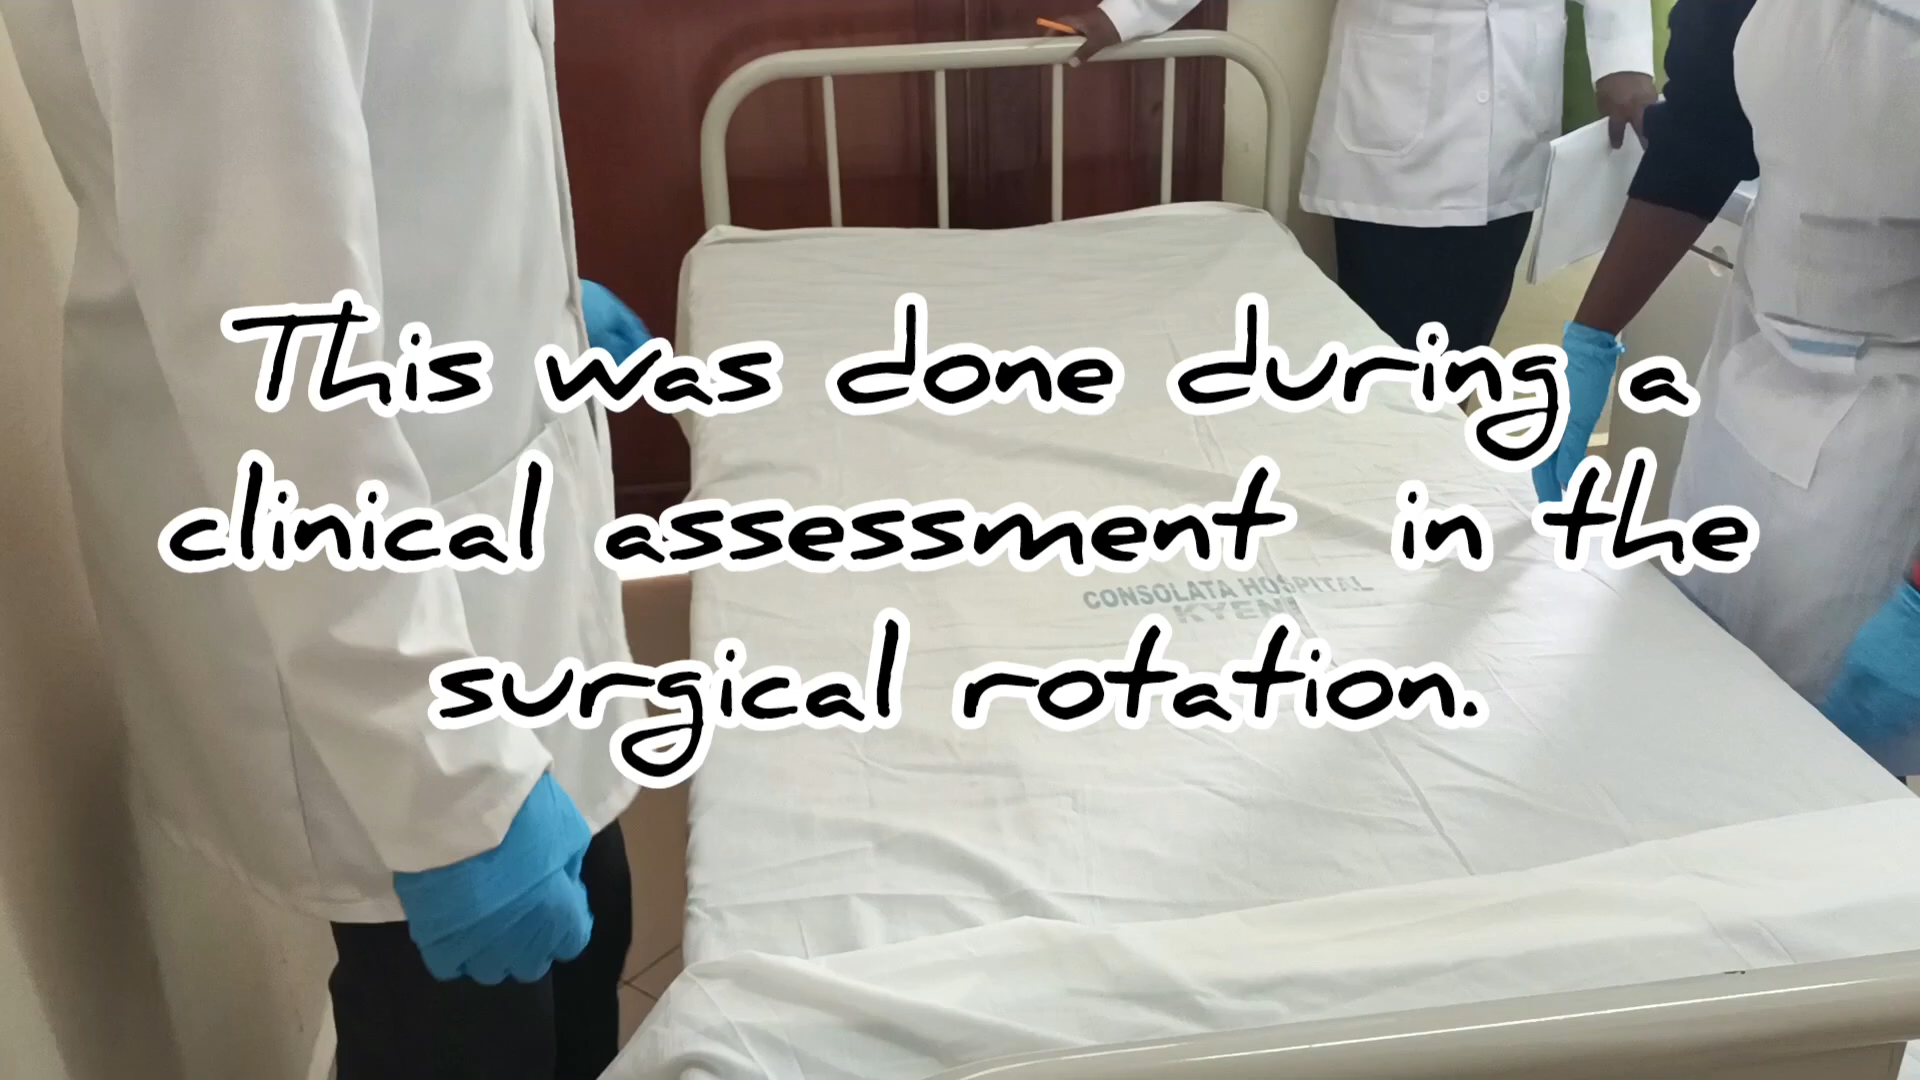 This was done during a
clinical assessment in the
surgical rotation.
CONSOLATA HOSPITAL
KYENI